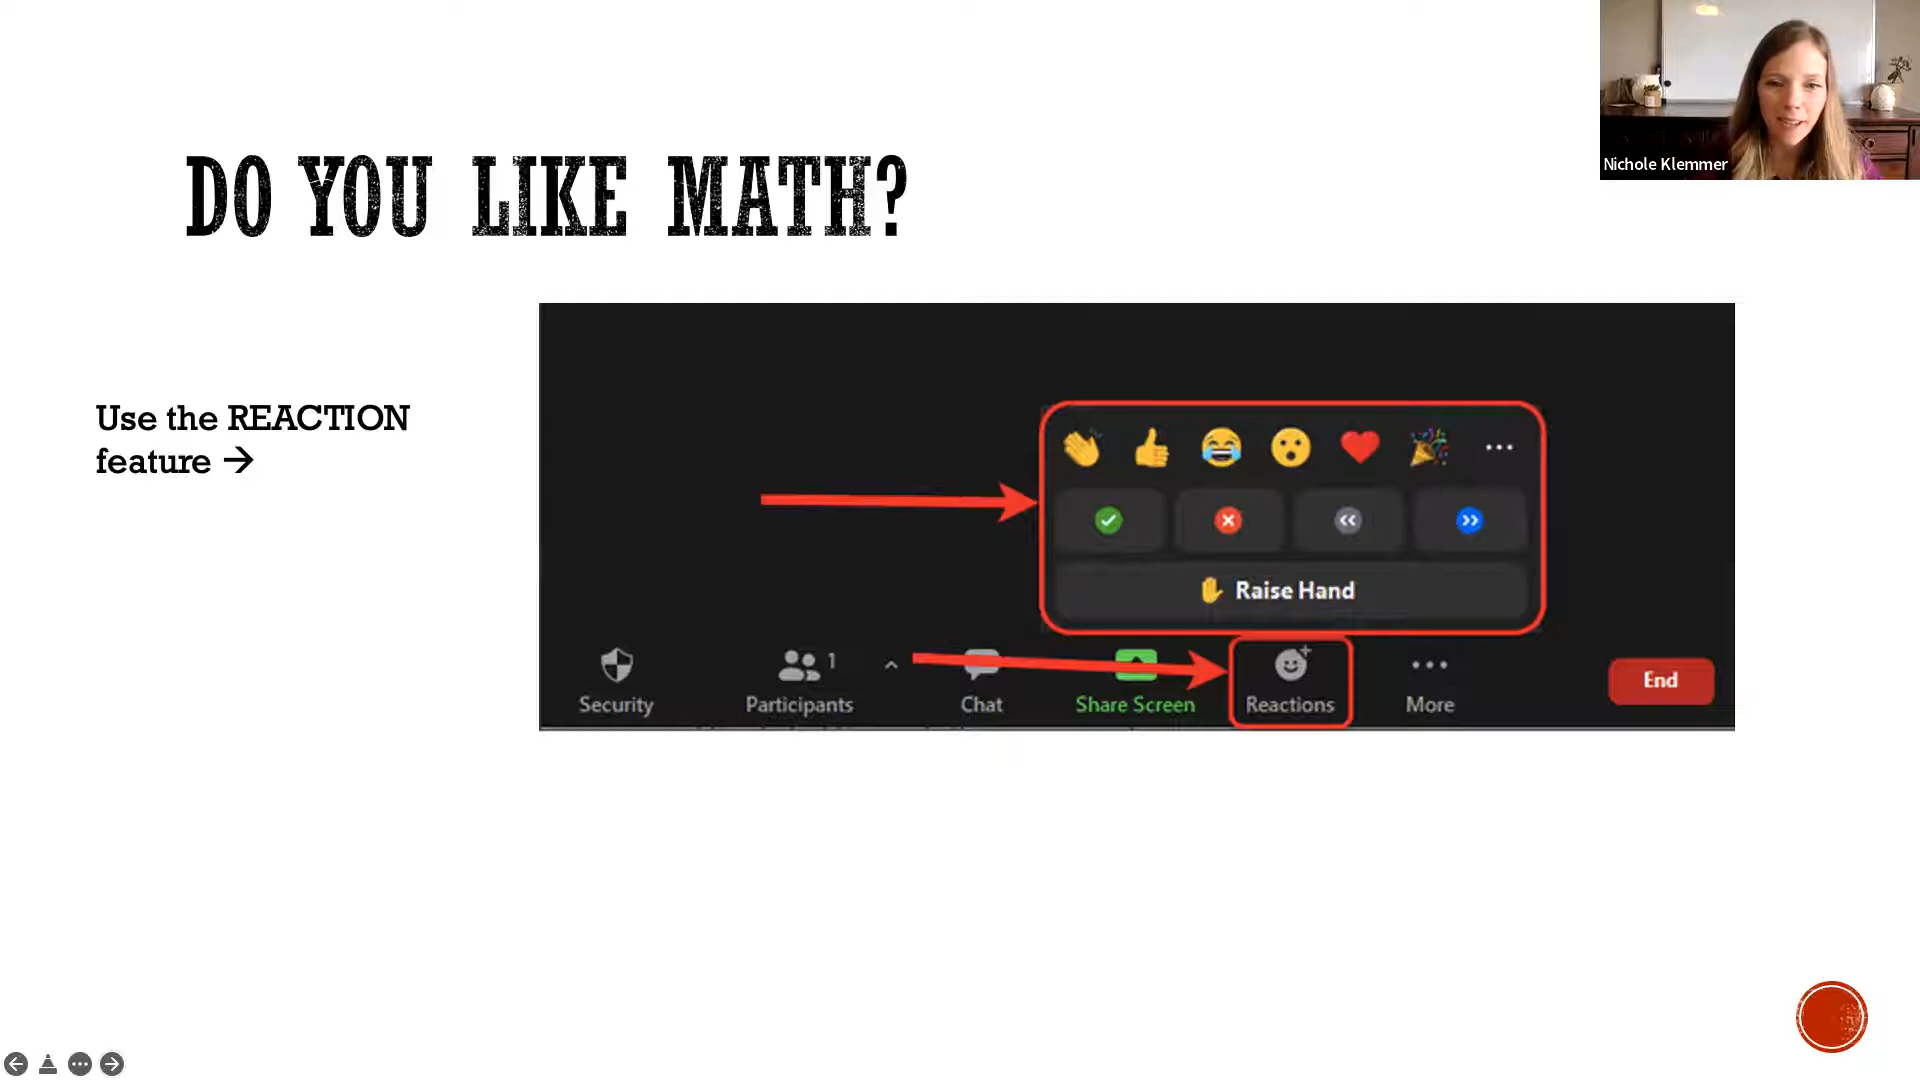 Nichole Klemmer
DO YOU LIKE MATH?
Use the REACTION
feature →
Raise Hand
1
Security
Participants
Chat
Share Screen
Reactions
More
End